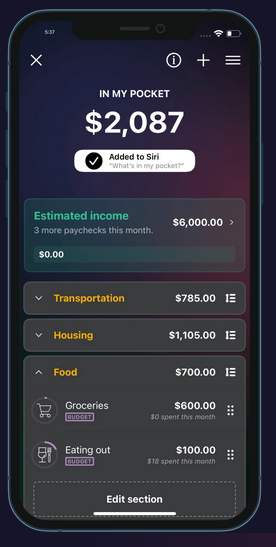 5:37
IN MY POCKET
$2,087
Added to Siri
"What's in my pocket?"
Estimated income
$6,000.00
3 more paychecks this month.
$0.00
Transportation
$785.00
Housing
$1,105.00
Food
$700.00
Groceries
$600.00
BUDGET
$0 spent this month
Eating out
$100.00
BUDGET
$18 spent this month
Edit section